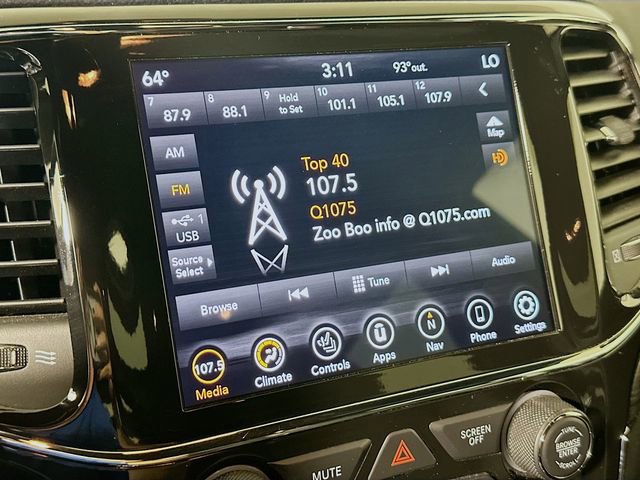 64° 3:11 93°out. LO
7 87.9 8 88.1 9 Hold to Set 10 101.1 11 105.1 12 107.9
Map
AM
FM
USB 1
Source Select
HD
Top 40
107.5
Q1075
Zoo Boo info @ Q1075.com
Browse Tune Audio
107.5 N
Media Climate Controls Apps Nav Phone Settings
MUTE SCREEN OFF
TUNE
BROWSE
ENTER
SCROLL